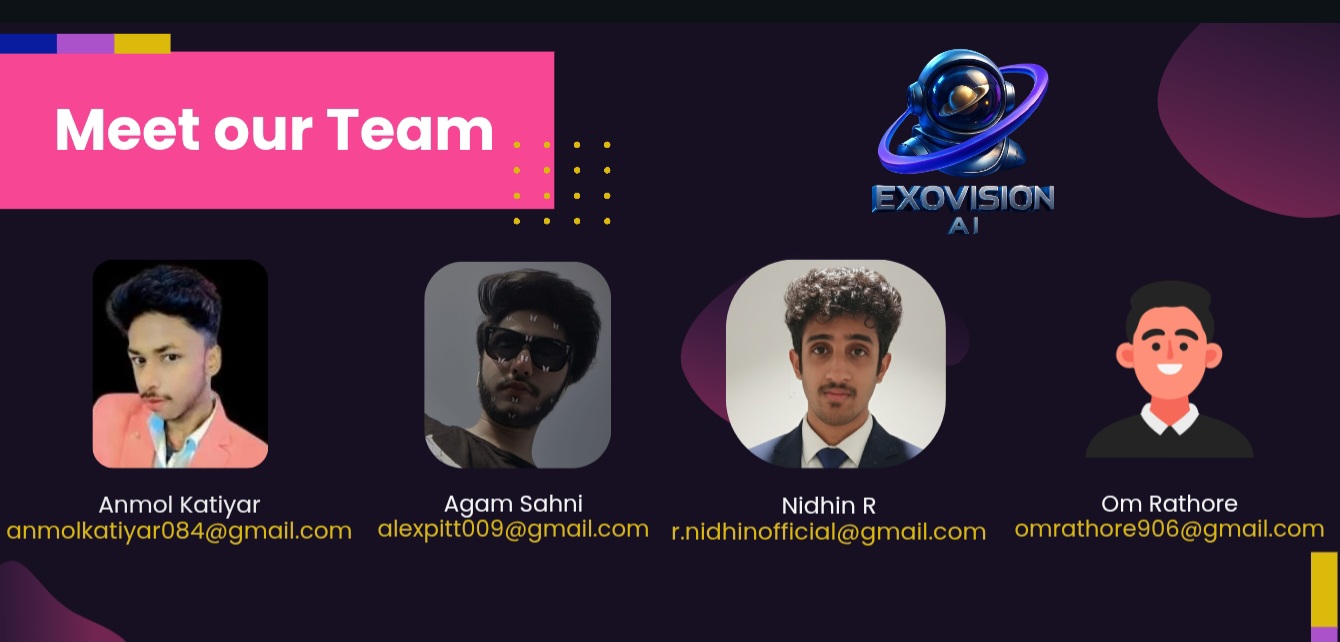 Meet our Team
EXOVISION
AI
Anmol Katiyar
anmolkatiyar084@gmail.com
Agam Sahni
alexpitt009@gmail.com
Nidhin R
r.nidhinofficial@gmail.com
Om Rathore
omrathore906@gmail.com